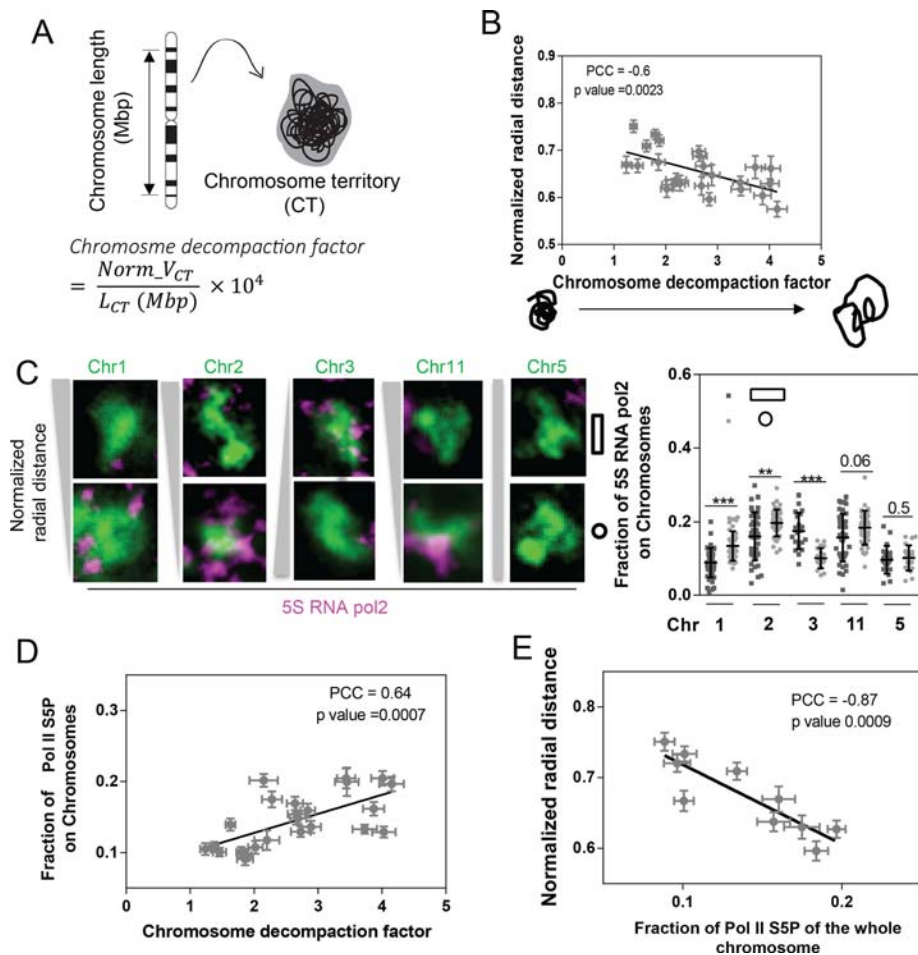 A
Chromosome length
(Mbp)
Chromosome territory
(CT)
Chromosme decompaction factor
= Norm_V_CT / L_CT (Mbp) × 10^4
B
PCC = -0.6
p value =0.0023
Normalized radial distance
0.9
0.8
0.7
0.6
0.5
0 1 2 3 4 5
Chromosome decompaction factor
C
Chr1 Chr2 Chr3 Chr11 Chr5
Normalized
radial distance
5S RNA pol2
Fraction of 5S RNA pol2
on Chromosomes
0.6
0.4
0.2
0.0
*** ** *** 0.06 0.5
Chr 1 2 3 11 5
D
PCC = 0.64
p value =0.0007
Fraction of Pol II S5P
on Chromosomes
0.3
0.2
0.1
0 1 2 3 4 5
Chromosome decompaction factor
E
PCC = -0.87
p value 0.0009
Normalized radial distance
0.8
0.7
0.6
0.1 0.2
Fraction of Pol II S5P of the whole
chromosome